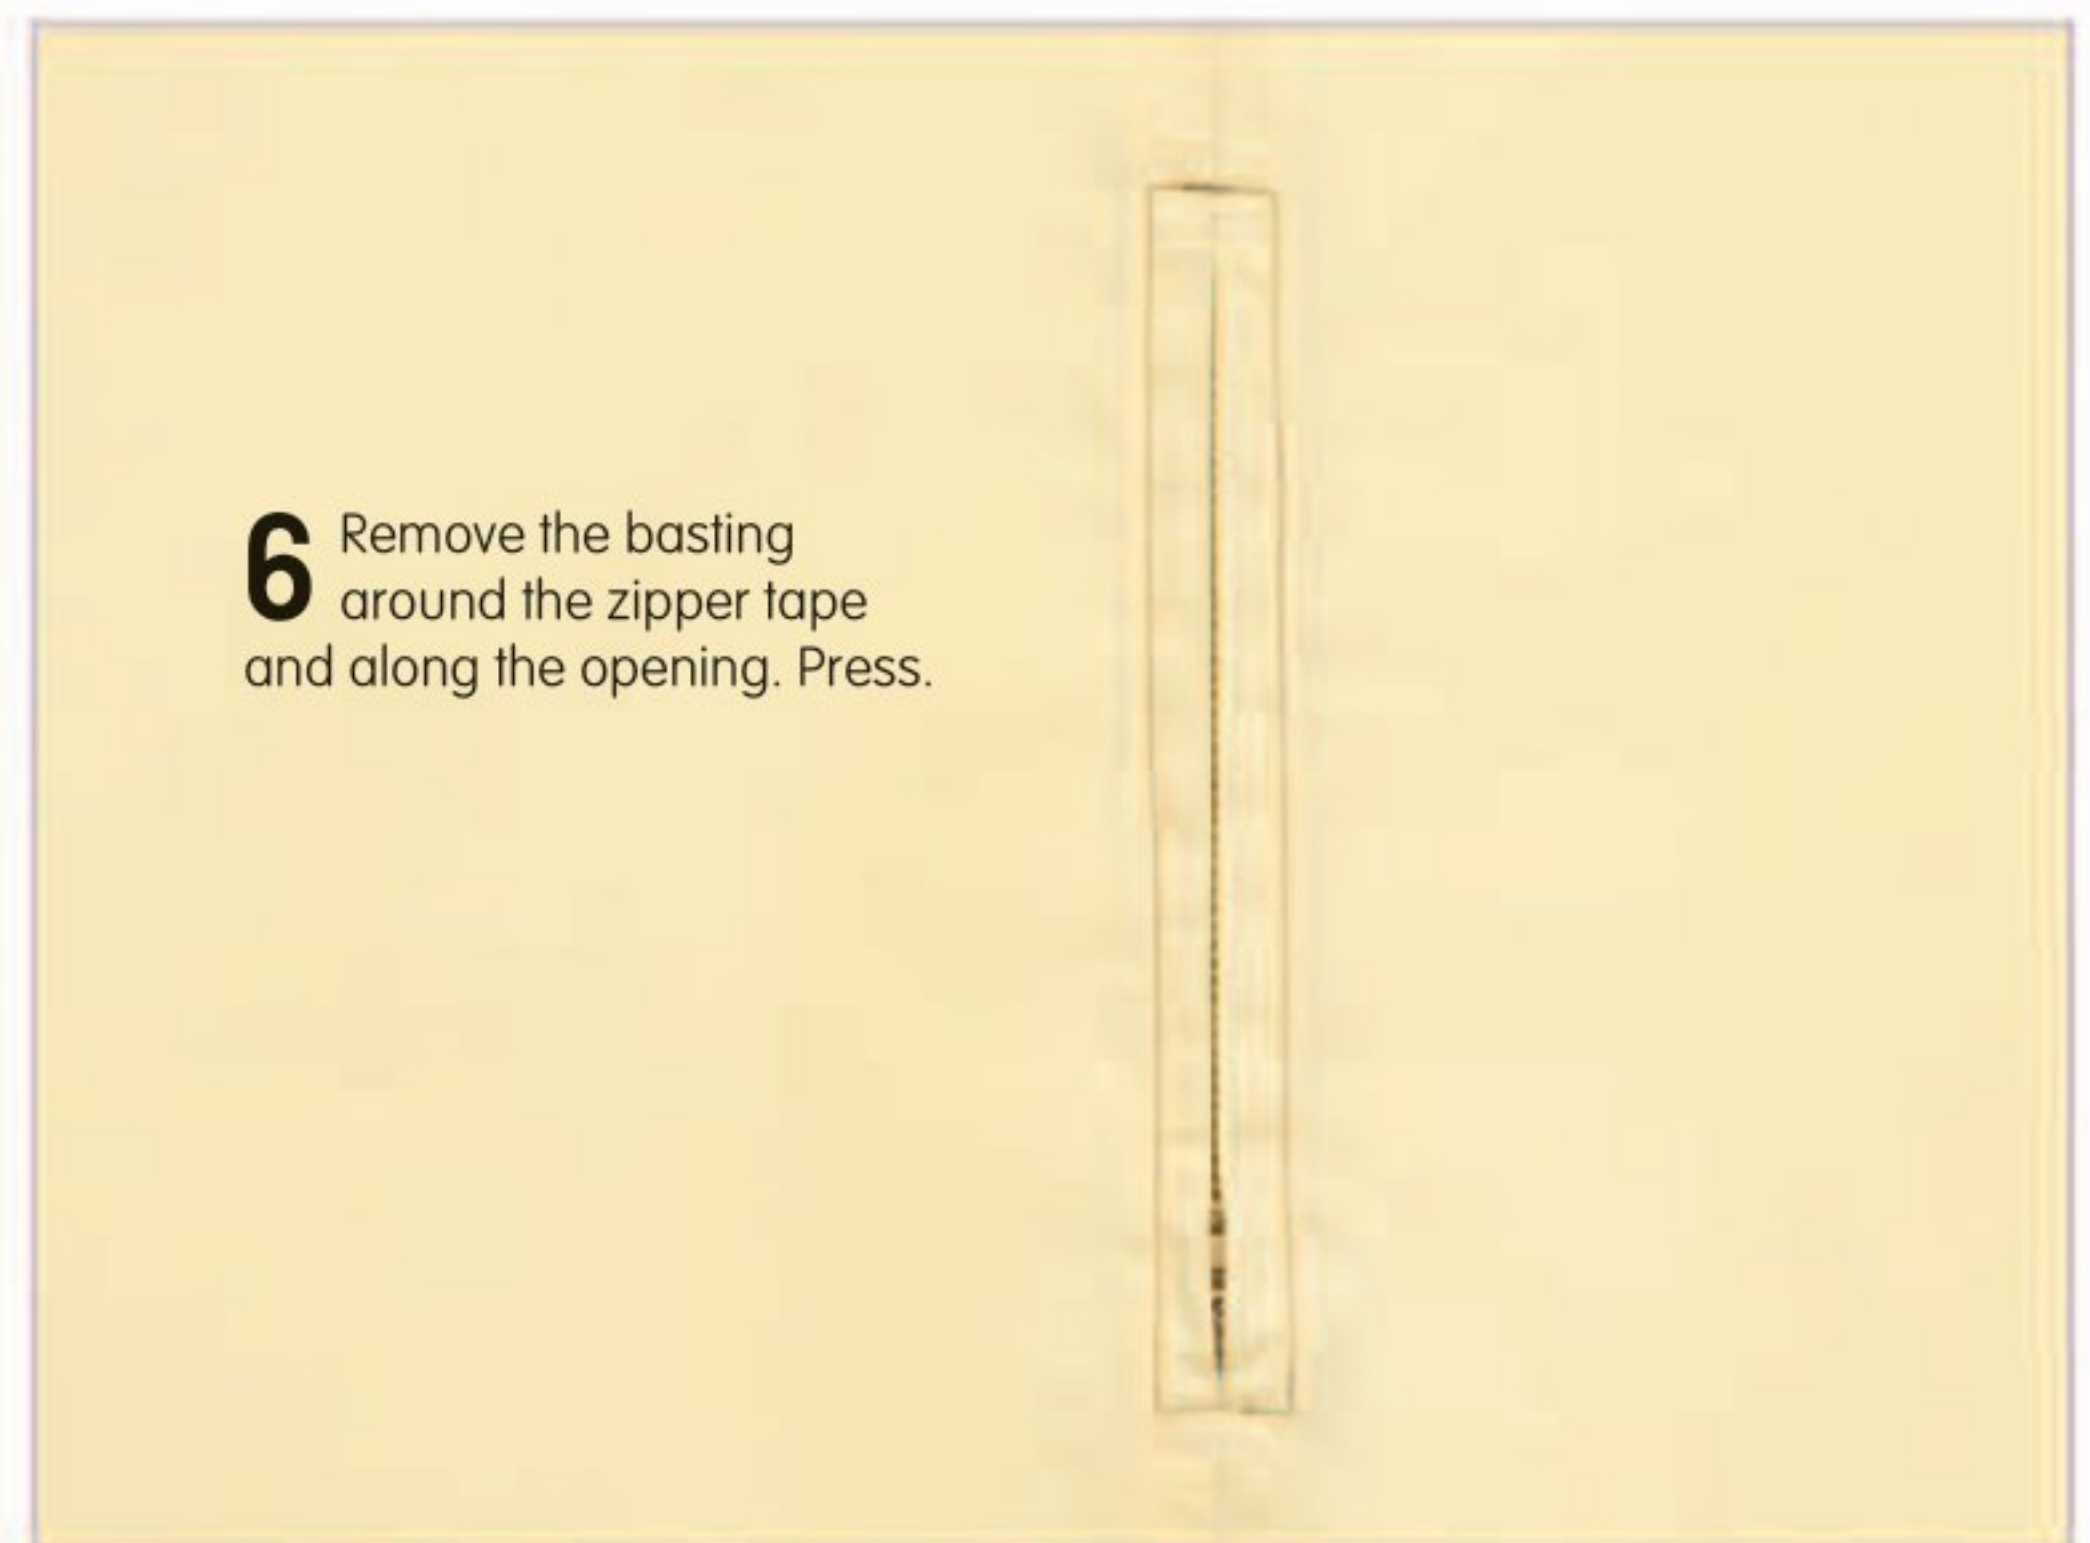 6 Remove the basting
around the zipper tape
and along the opening. Press.